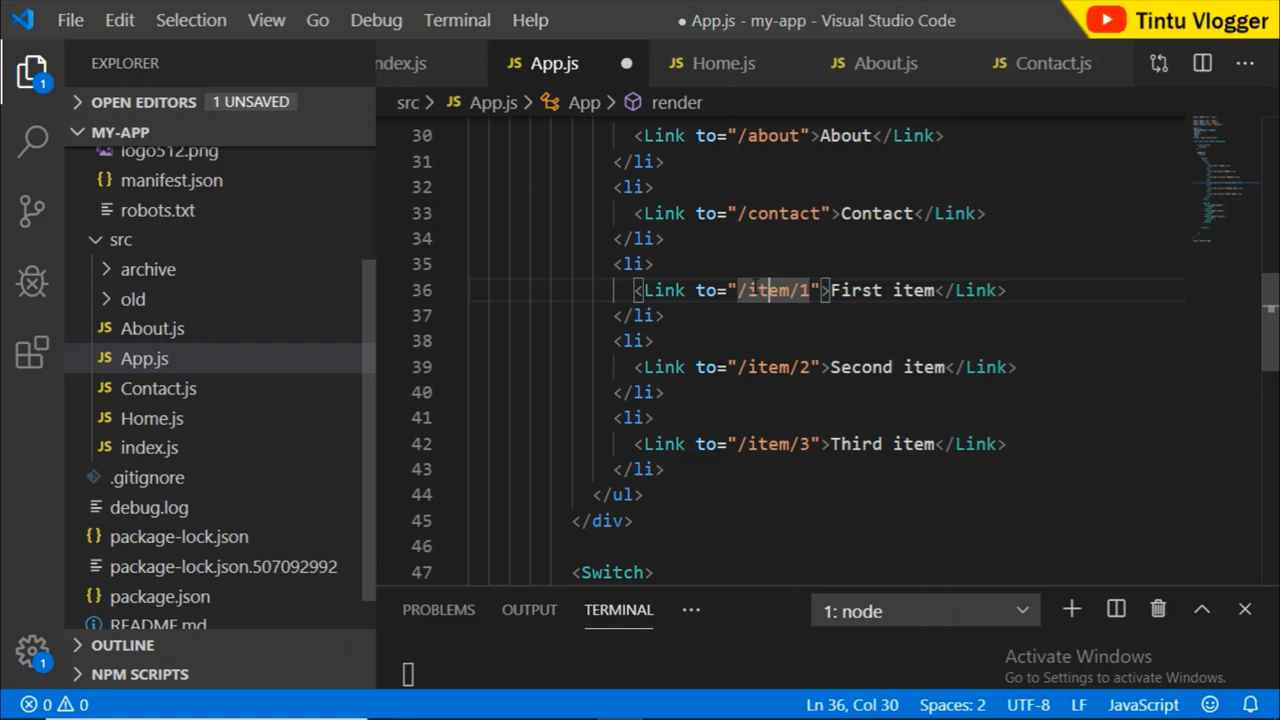 File Edit Selection View Go Debug Terminal Help ● App.js - my-app - Visual Studio Code Tintu Vlogger
EXPLORER
ndex.js JS App.js ● JS Home.js JS About.js JS Contact.js ...
OPEN EDITORS 1 UNSAVED
src > JS App.js > App > render
MY-APP
logo512.png
{} manifest.json
robots.txt
src
archive
old
JS About.js
JS App.js
JS Contact.js
JS Home.js
JS index.js
.gitignore
debug.log
{} package-lock.json
package-lock.json.507092992
{} package.json
README.md
OUTLINE
NPM SCRIPTS
1
1
30 <Link to="/about">About</Link>
31 </li>
32 <li>
33 <Link to="/contact">Contact</Link>
34 </li>
35 <li>
36 <Link to="/item/1">First item</Link>
37 </li>
38 <li>
39 <Link to="/item/2">Second item</Link>
40 </li>
41 <li>
42 <Link to="/item/3">Third item</Link>
43 </li>
44 </ul>
45 </div>
46
47 <Switch>
PROBLEMS OUTPUT TERMINAL ... 1: node
Activate Windows
Go to Settings to activate Windows.
0 0 Ln 36, Col 30 Spaces: 2 UTF-8 LF JavaScript